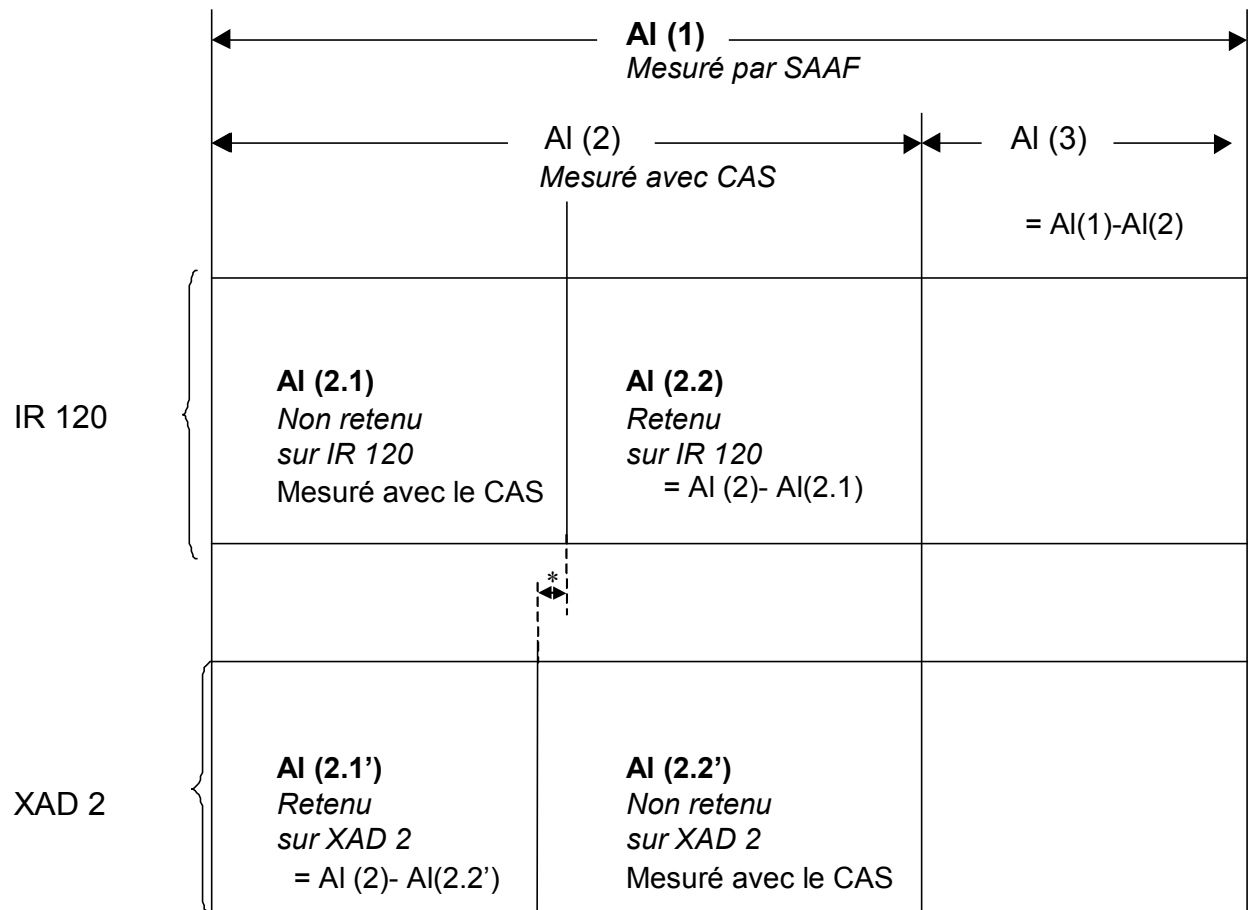 Al (1)
Mesuré par SAAF
Al (2)
Al (3)
Mesuré avec CAS
= Al(1)-Al(2)
IR 120
Al (2.1)
Non retenu
sur IR 120
Mesuré avec le CAS
Al (2.2)
Retenu
sur IR 120
= Al (2)- Al(2.1)
*
XAD 2
Al (2.1’)
Retenu
sur XAD 2
= Al (2)- Al(2.2’)
Al (2.2’)
Non retenu
sur XAD 2
Mesuré avec le CAS